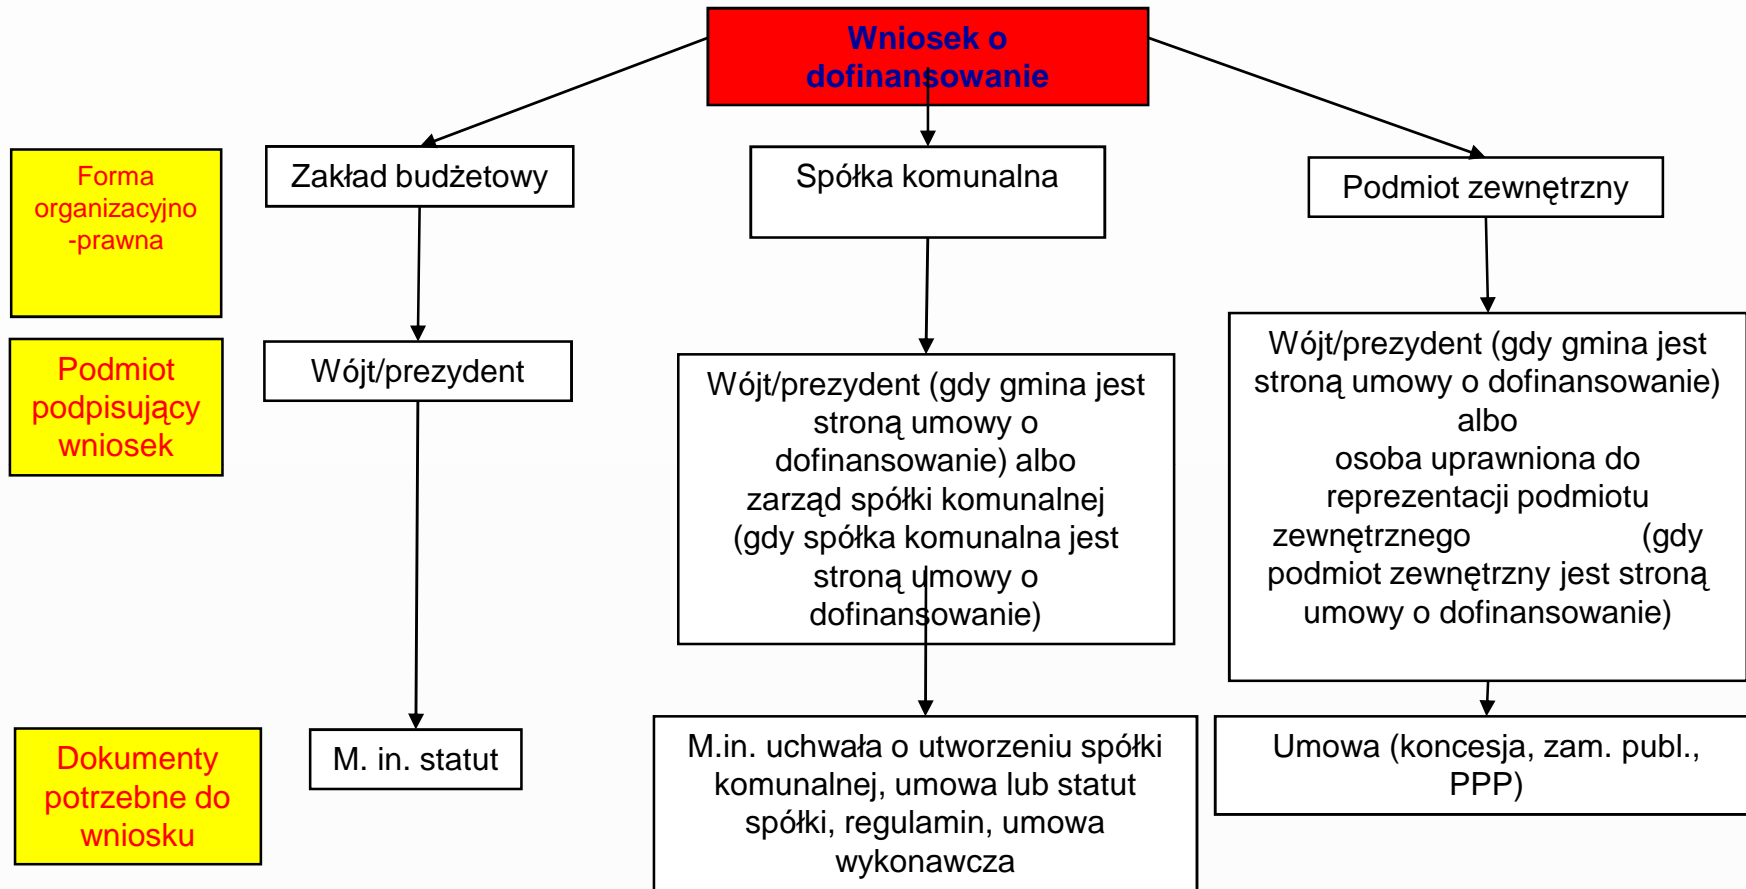 Wniosek o
dofinansowanie
Forma
organizacyjno
-prawna
Zakład budżetowy
Spółka komunalna
Podmiot zewnętrzny
Podmiot
podpisujący
wniosek
Wójt/prezydent
Wójt/prezydent (gdy gmina jest
stroną umowy o
dofinansowanie) albo
zarząd spółki komunalnej
(gdy spółka komunalna jest
stroną umowy o
dofinansowanie)
Wójt/prezydent (gdy gmina jest
stroną umowy o dofinansowanie)
albo
osoba uprawniona do
reprezentacji podmiotu
zewnętrznego (gdy
podmiot zewnętrzny jest stroną
umowy o dofinansowanie)
Dokumenty
potrzebne do
wniosku
M. in. statut
M.in. uchwała o utworzeniu spółki
komunalnej, umowa lub statut
spółki, regulamin, umowa
wykonawcza
Umowa (koncesja, zam. publ.,
PPP)